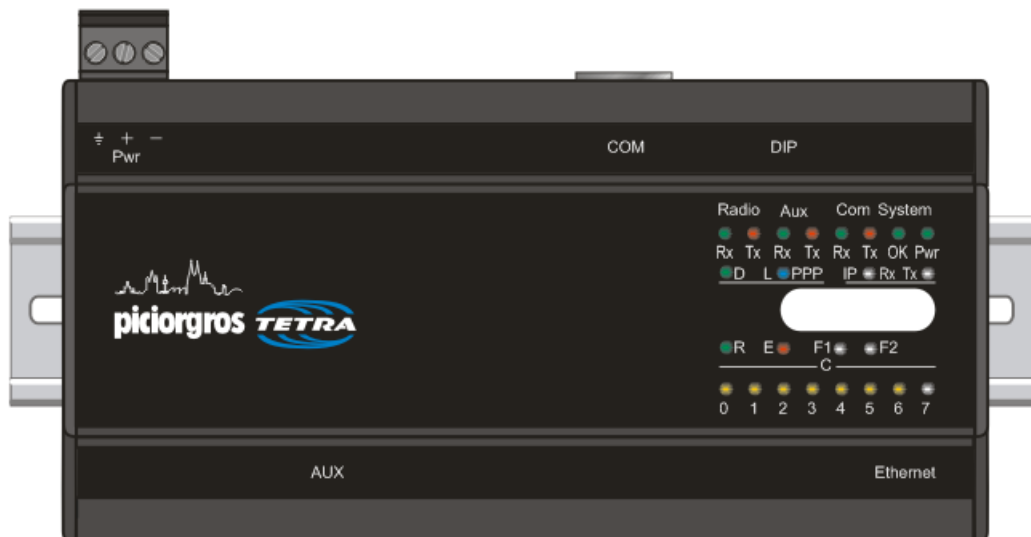 + −
Pwr
COM DIP
Radio Aux Com System
Rx Tx Rx Tx Rx Tx OK Pwr
D L PPP IP Rx Tx
piciorgros TETRA
R E F1 F2
C
0 1 2 3 4 5 6 7
AUX Ethernet